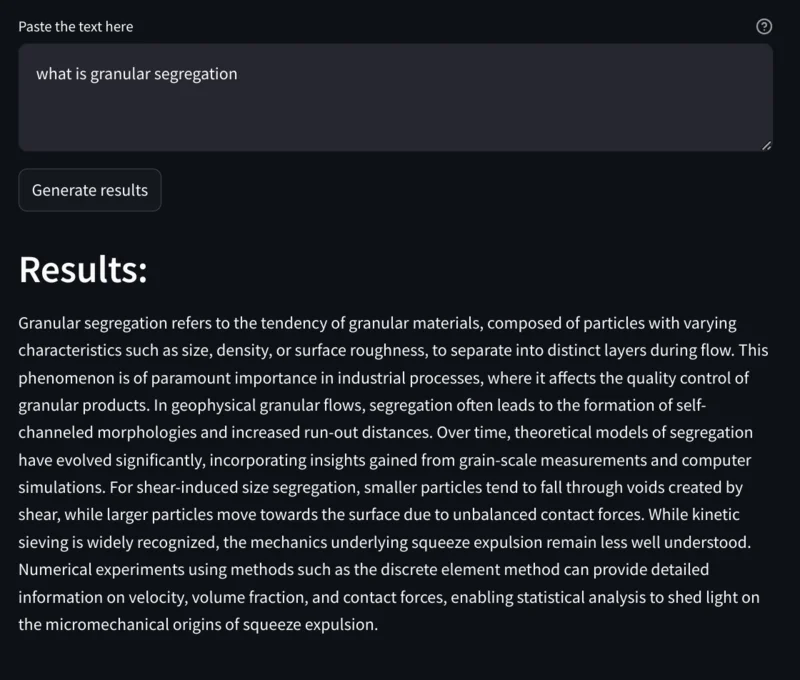 Paste the text here
what is granular segregation
Generate results
Results:
Granular segregation refers to the tendency of granular materials, composed of particles with varying
characteristics such as size, density, or surface roughness, to separate into distinct layers during flow. This
phenomenon is of paramount importance in industrial processes, where it affects the quality control of
granular products. In geophysical granular flows, segregation often leads to the formation of self-
channeled morphologies and increased run-out distances. Over time, theoretical models of segregation
have evolved significantly, incorporating insights gained from grain-scale measurements and computer
simulations. For shear-induced size segregation, smaller particles tend to fall through voids created by
shear, while larger particles move towards the surface due to unbalanced contact forces. While kinetic
sieving is widely recognized, the mechanics underlying squeeze expulsion remain less well understood.
Numerical experiments using methods such as the discrete element method can provide detailed
information on velocity, volume fraction, and contact forces, enabling statistical analysis to shed light on
the micromechanical origins of squeeze expulsion.